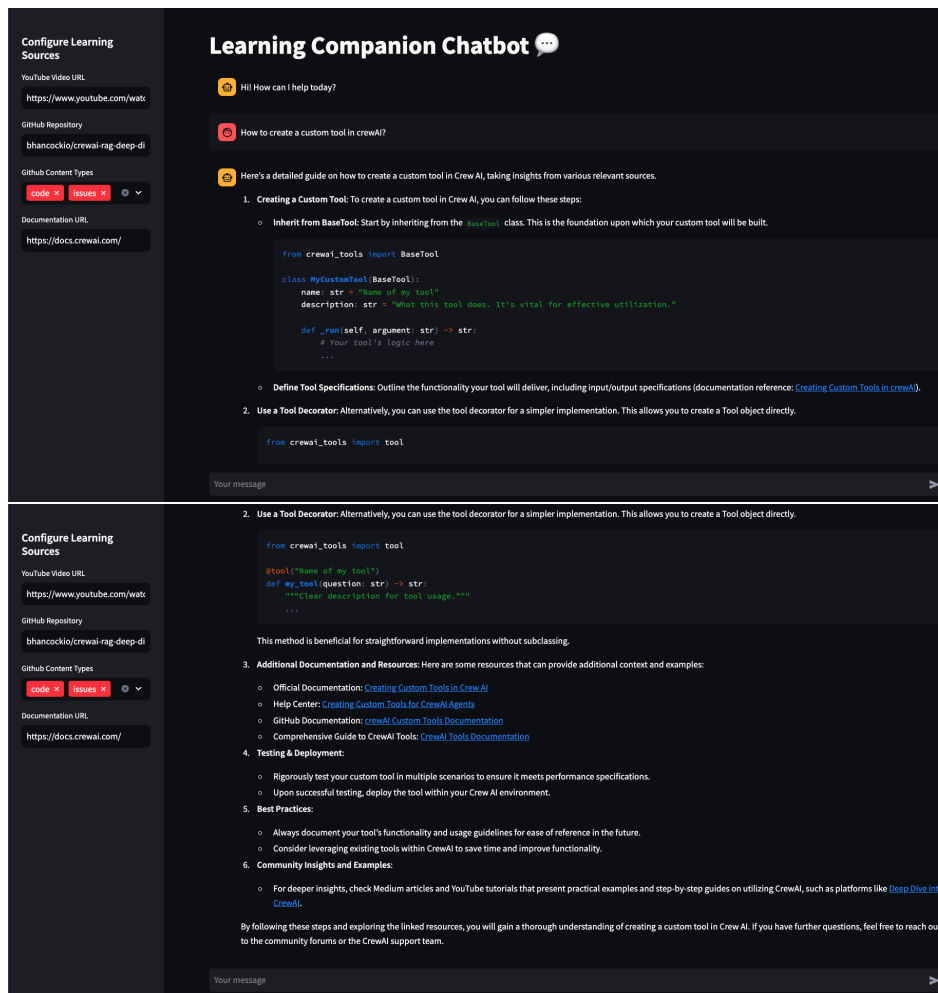 Configure Learning
Sources
YouTube Video URL
https://www.youtube.com/watc
GitHub Repository
bhancockio/crewai-rag-deep-di
Github Content Types
code × issues ×
Documentation URL
https://docs.crewai.com/
Learning Companion Chatbot 💬
Hi! How can I help today?
How to create a custom tool in crewAI?
Here's a detailed guide on how to create a custom tool in Crew AI, taking insights from various relevant sources.
1. Creating a Custom Tool: To create a custom tool in Crew AI, you can follow these steps:
○ Inherit from BaseTool: Start by inheriting from the BaseTool class. This is the foundation upon which your custom tool will be built.
from crewai_tools import BaseTool
class MyCustomTool(BaseTool):
    name: str = "Name of my tool"
    description: str = "What this tool does. It's vital for effective utilization."
    def _run(self, argument: str) -> str:
        # Your tool's logic here
        ...
○ Define Tool Specifications: Outline the functionality your tool will deliver, including input/output specifications (documentation reference: Creating Custom Tools in crewAI).
2. Use a Tool Decorator: Alternatively, you can use the tool decorator for a simpler implementation. This allows you to create a Tool object directly.
from crewai_tools import tool
Your message
Configure Learning
Sources
YouTube Video URL
https://www.youtube.com/watc
GitHub Repository
bhancockio/crewai-rag-deep-di
Github Content Types
code × issues ×
Documentation URL
https://docs.crewai.com/
2. Use a Tool Decorator: Alternatively, you can use the tool decorator for a simpler implementation. This allows you to create a Tool object directly.
from crewai_tools import tool
@tool("Name of my tool")
def my_tool(question: str) -> str:
    """Clear description for tool usage."""
    ...
This method is beneficial for straightforward implementations without subclassing.
3. Additional Documentation and Resources: Here are some resources that can provide additional context and examples:
○ Official Documentation: Creating Custom Tools in Crew AI
○ Help Center: Creating Custom Tools for CrewAI Agents
○ GitHub Documentation: crewAI Custom Tools Documentation
○ Comprehensive Guide to CrewAI Tools: CrewAI Tools Documentation
4. Testing & Deployment:
○ Rigorously test your custom tool in multiple scenarios to ensure it meets performance specifications.
○ Upon successful testing, deploy the tool within your Crew AI environment.
5. Best Practices:
○ Always document your tool's functionality and usage guidelines for ease of reference in the future.
○ Consider leveraging existing tools within CrewAI to save time and improve functionality.
6. Community Insights and Examples:
○ For deeper insights, check Medium articles and YouTube tutorials that present practical examples and step-by-step guides on utilizing CrewAI, such as platforms like Deep Dive int
CrewAI.
By following these steps and exploring the linked resources, you will gain a thorough understanding of creating a custom tool in Crew AI. If you have further questions, feel free to reach ou
to the community forums or the CrewAI support team.
Your message